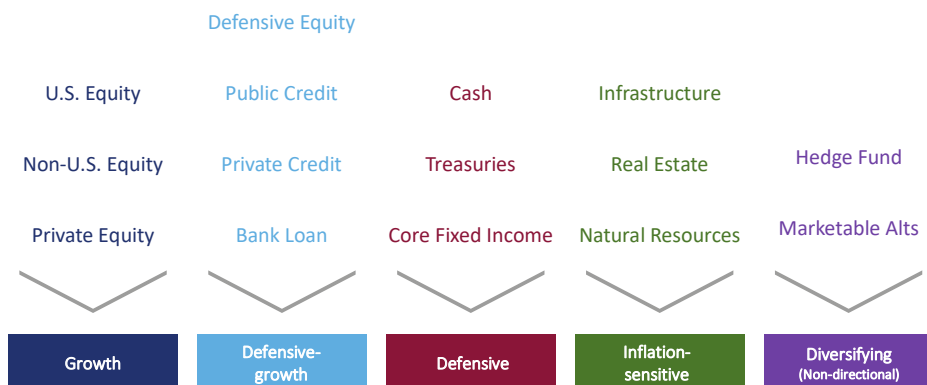 Defensive Equity
U.S. Equity
Public Credit
Cash
Infrastructure
Non-U.S. Equity
Private Credit
Treasuries
Real Estate
Hedge Fund
Private Equity
Bank Loan
Core Fixed Income
Natural Resources
Marketable Alts
Growth
Defensive-
growth
Defensive
Inflation-
sensitive
Diversifying
(Non-directional)